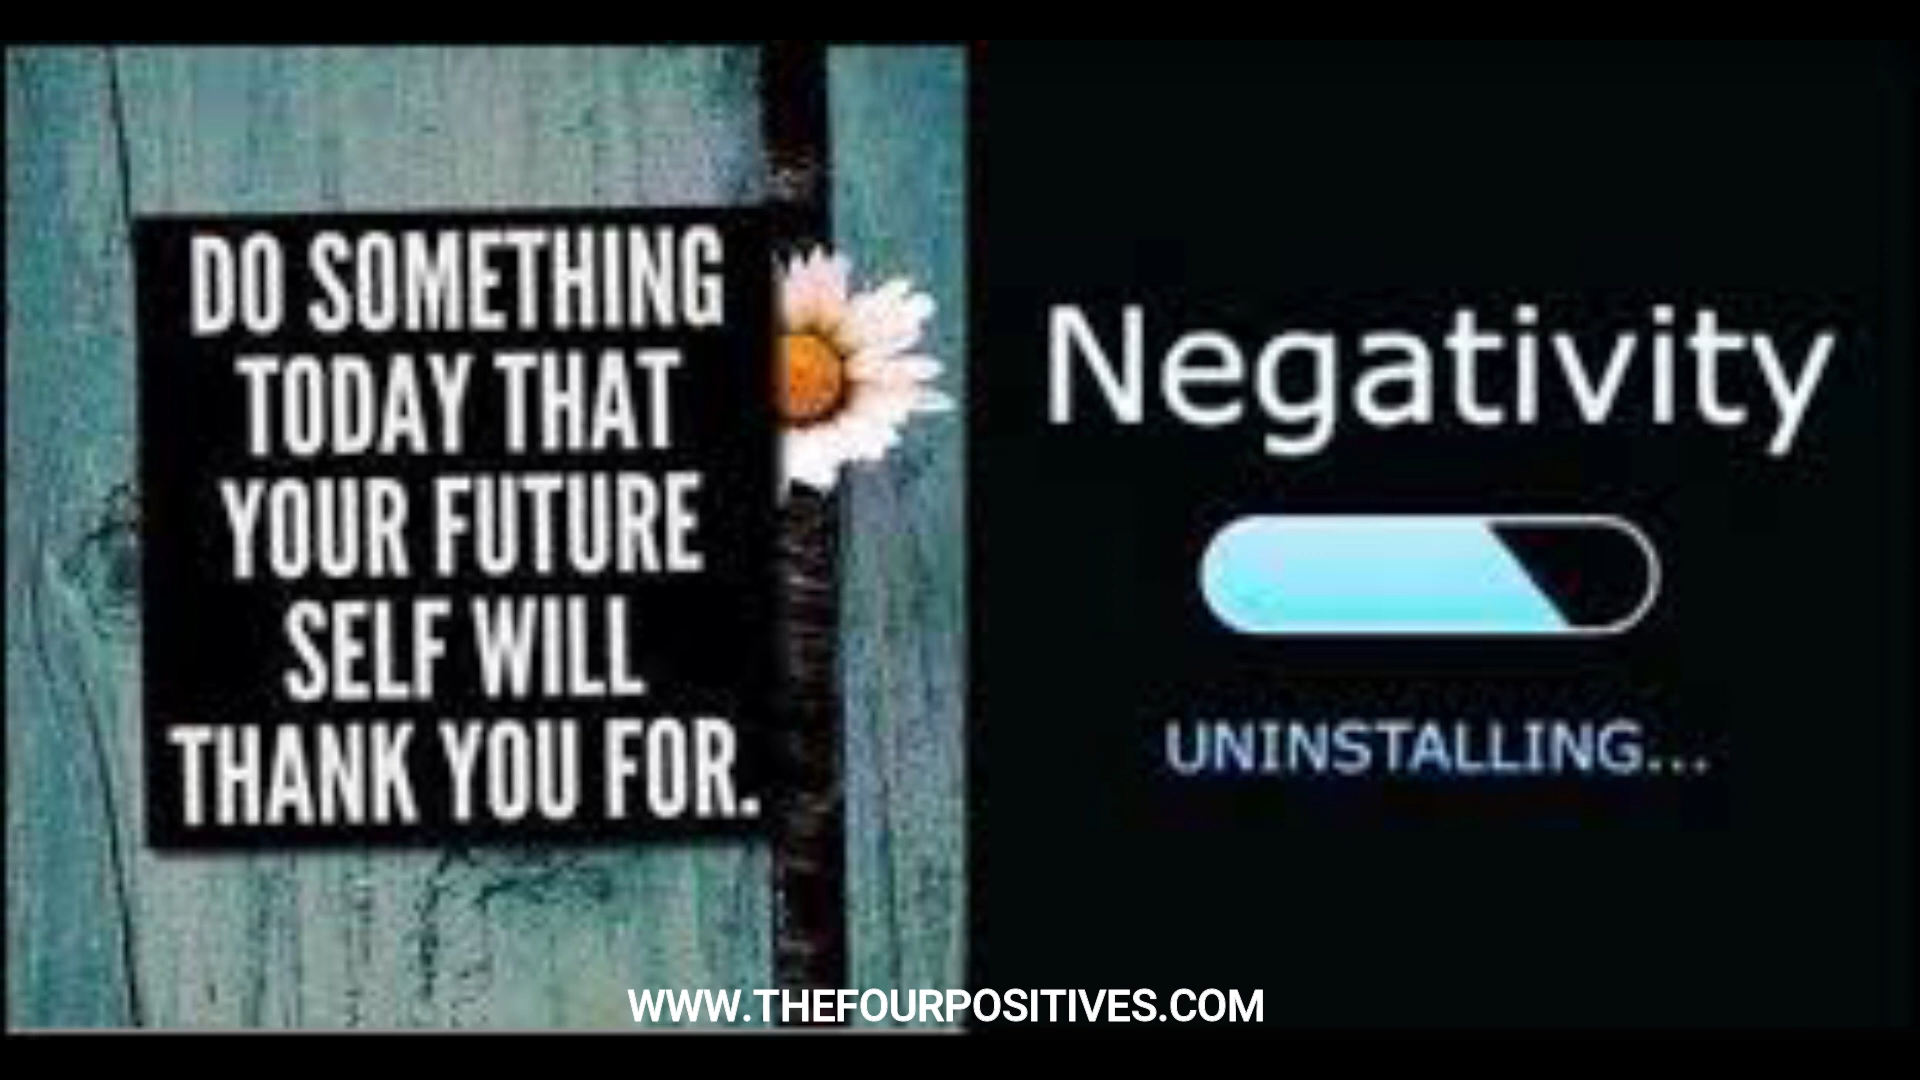 DO SOMETHING
TODAY THAT
YOUR FUTURE
SELF WILL
THANK YOU FOR.
Negativity
UNINSTALLING...
WWW.THEFOURPOSITIVES.COM